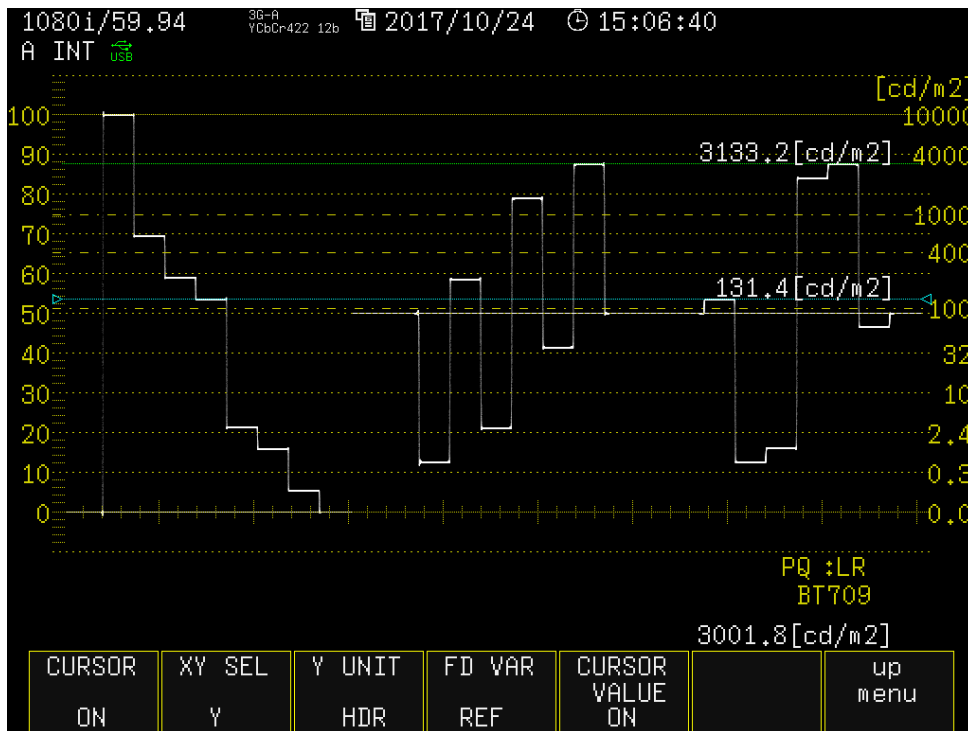 1080i/59.94 3G-A YCbCr422 12b 2017/10/24 15:06:40
A INT USB
[cd/m2]
100 10000
90 3133.2[cd/m2] 4000
80
1000
70
400
60
131.4[cd/m2]
50 100
40 32
30 10
20 2.4
10 0.3
0 0.0
PQ :LR
BT709
3001.8[cd/m2]
CURSOR XY SEL Y UNIT FD VAR CURSOR up
VALUE menu
ON Y HDR REF ON